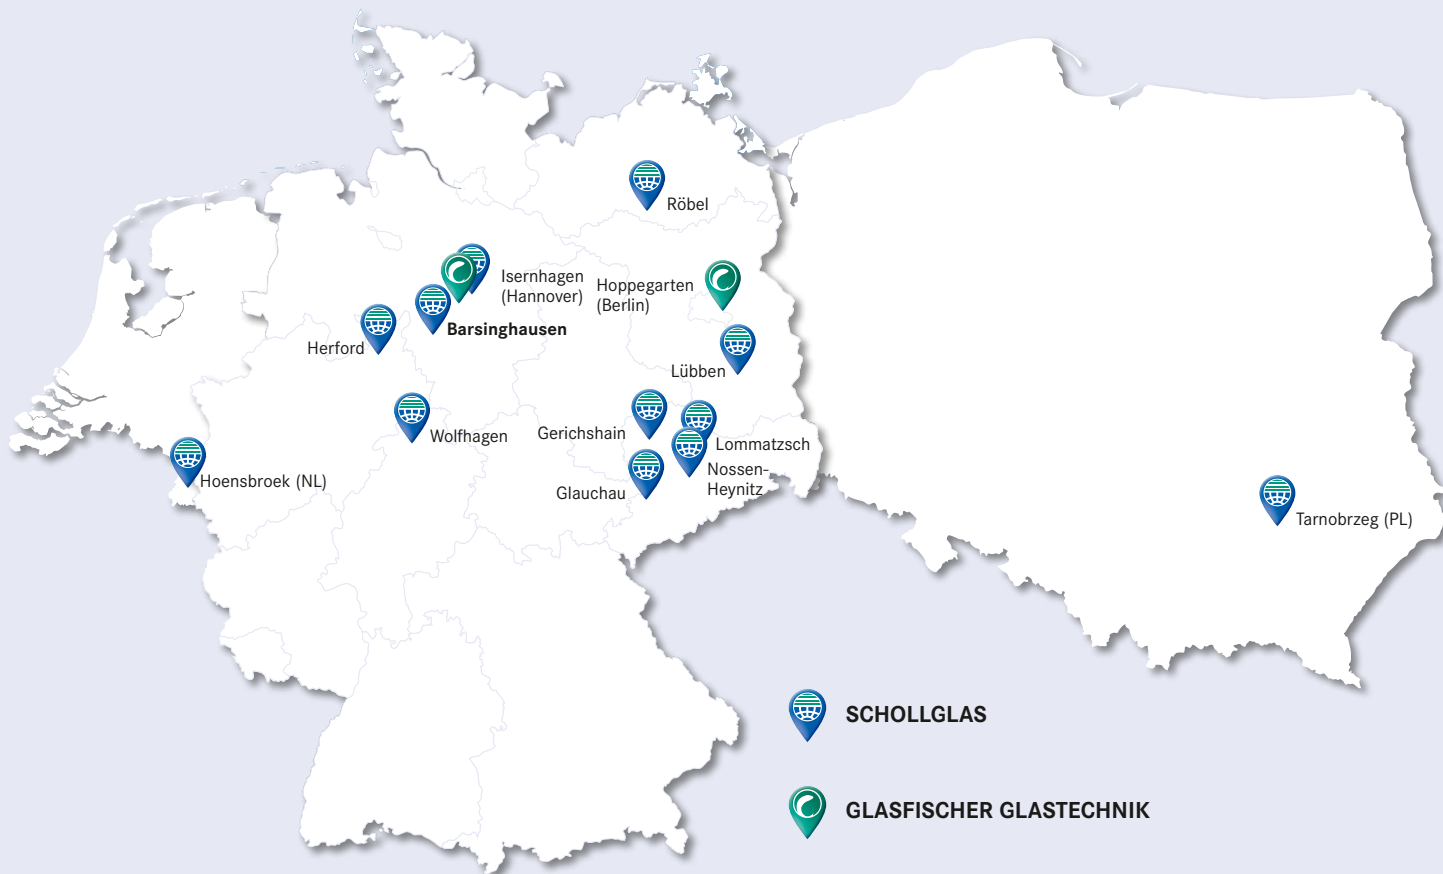 Röbel
Isernhagen
(Hannover)
Hoppegarten
(Berlin)
Barsinghausen
Herford
Lübben
Wolfhagen
Gerichshain
Lommatzsch
Nossen-
Heynitz
Hoensbroek (NL)
Glauchau
Tarnobrzeg (PL)
SCHOLLGLAS
GLASFISCHER GLASTECHNIK